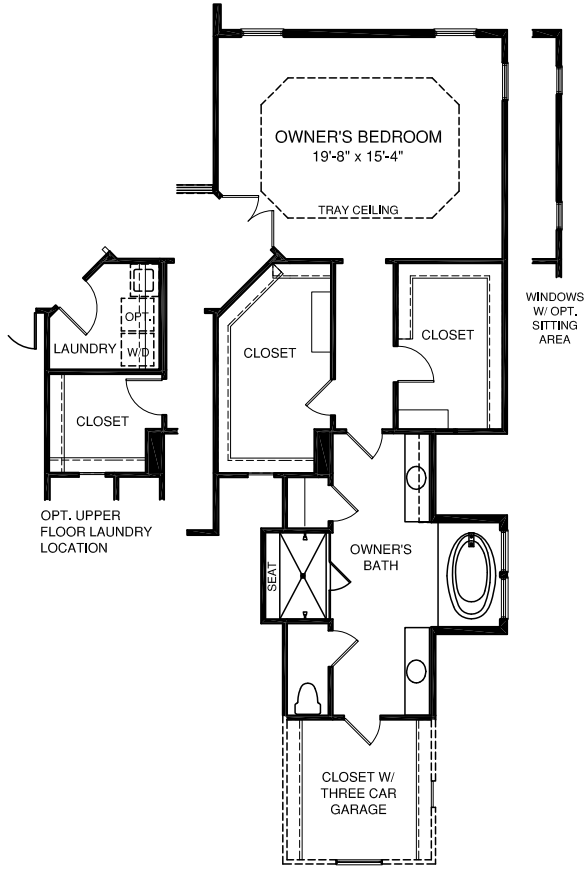 OWNER'S BEDROOM
19'-8" x 15'-4"
TRAY CEILING
WINDOWS
W/ OPT.
SITTING
AREA
OPT.
LAUNDRY
W/D
CLOSET
CLOSET
CLOSET
OPT. UPPER
FLOOR LAUNDRY
LOCATION
OWNER'S
BATH
SEAT
CLOSET W/
THREE CAR
GARAGE